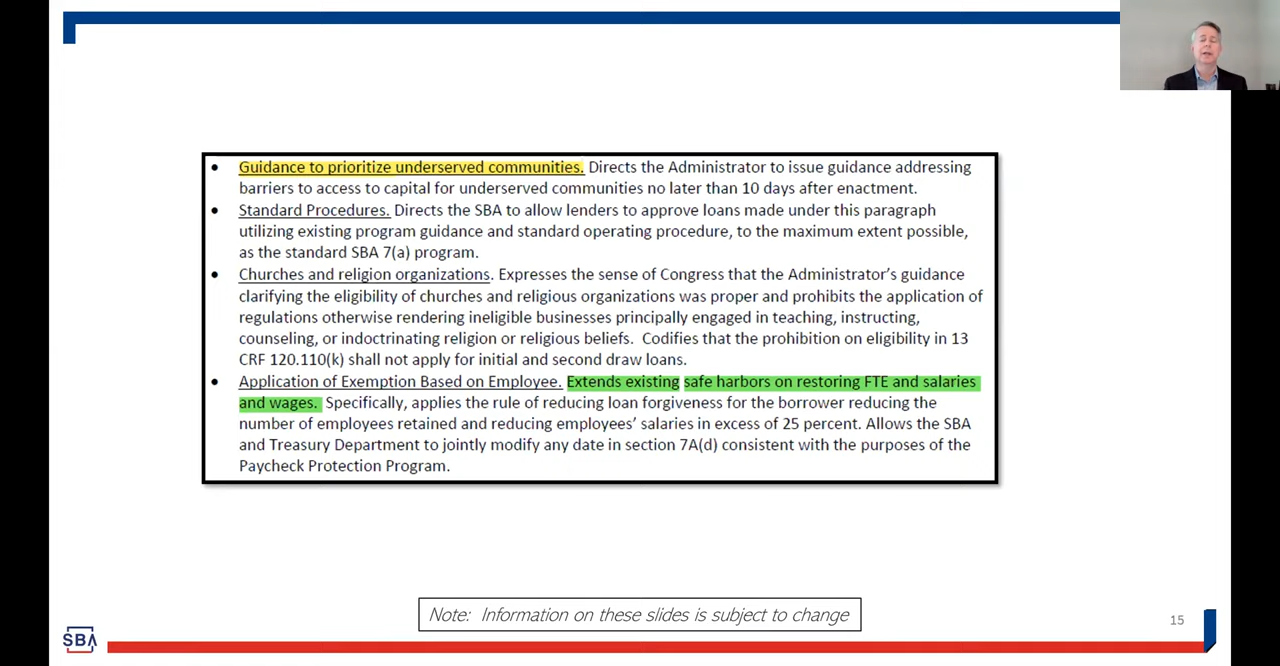 • Guidance to prioritize underserved communities. Directs the Administrator to issue guidance addressing
barriers to access to capital for underserved communities no later than 10 days after enactment.
• Standard Procedures. Directs the SBA to allow lenders to approve loans made under this paragraph
utilizing existing program guidance and standard operating procedure, to the maximum extent possible,
as the standard SBA 7(a) program.
• Churches and religion organizations. Expresses the sense of Congress that the Administrator's guidance
clarifying the eligibility of churches and religious organizations was proper and prohibits the application of
regulations otherwise rendering ineligible businesses principally engaged in teaching, instructing,
counseling, or indoctrinating religion or religious beliefs. Codifies that the prohibition on eligibility in 13
CRF 120.110(k) shall not apply for initial and second draw loans.
• Application of Exemption Based on Employee. Extends existing safe harbors on restoring FTE and salaries
and wages. Specifically, applies the rule of reducing loan forgiveness for the borrower reducing the
number of employees retained and reducing employees' salaries in excess of 25 percent. Allows the SBA
and Treasury Department to jointly modify any date in section 7A(d) consistent with the purposes of the
Paycheck Protection Program.
Note: Information on these slides is subject to change
15
SBA